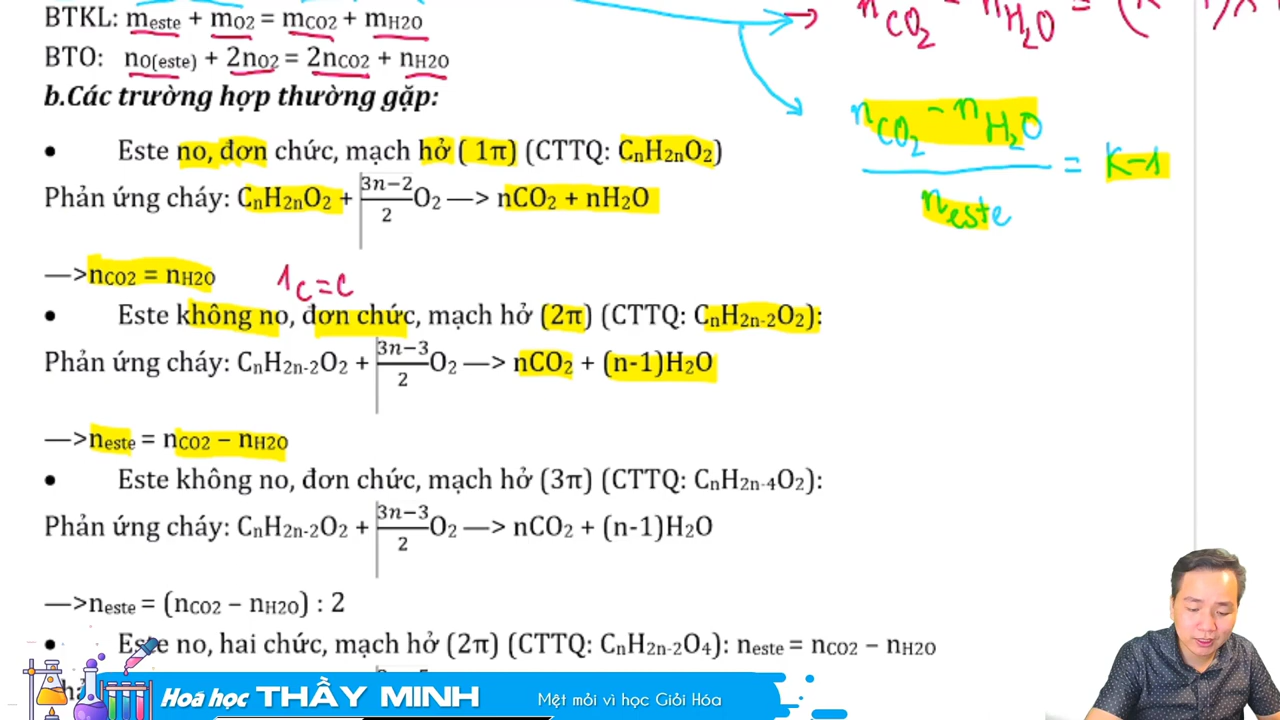 BTKL: meste + mO2 = mCO2 + mH2O
nCO2 nH2O = (
BTO: nO(este) + 2nO2 = 2nCO2 + nH2O
b.Các trường hợp thường gặp:
nCO2 − nH2O / neste = K−1
• Este no, đơn chức, mạch hở ( 1π) (CTTQ: CnH2nO2)
Phản ứng cháy: CnH2nO2 + 3n−2/2 O2 —> nCO2 + nH2O
—>nCO2 = nH2O
1 C=C
• Este không no, đơn chức, mạch hở (2π) (CTTQ: CnH2n-2O2):
Phản ứng cháy: CnH2n-2O2 + 3n−3/2 O2 —> nCO2 + (n-1)H2O
—>neste = nCO2 − nH2O
• Este không no, đơn chức, mạch hở (3π) (CTTQ: CnH2n-4O2):
Phản ứng cháy: CnH2n-2O2 + 3n−3/2 O2 —> nCO2 + (n-1)H2O
—>neste = (nCO2 − nH2O) : 2
• Este no, hai chức, mạch hở (2π) (CTTQ: CnH2n-2O4): neste = nCO2 − nH2O
Hoá học THẦY MINH
Mệt mỏi vì học Giỏi Hóa